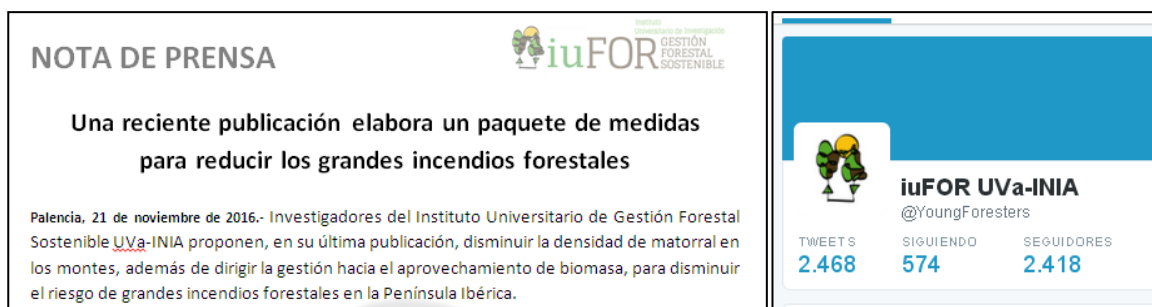 NOTA DE PRENSA
Instituto
Universitario de Investigación
iuFOR GESTIÓN
FORESTAL
SOSTENIBLE
Una reciente publicación elabora un paquete de medidas
para reducir los grandes incendios forestales
Palencia, 21 de noviembre de 2016.- Investigadores del Instituto Universitario de Gestión Forestal
Sostenible UVa-INIA proponen, en su última publicación, disminuir la densidad de matorral en
los montes, además de dirigir la gestión hacia el aprovechamiento de biomasa, para disminuir
el riesgo de grandes incendios forestales en la Península Ibérica.
iuFOR UVa-INIA
@YoungForesters
TWEETS SIGUIENDO SEGUIDORES
2.468 574 2.418